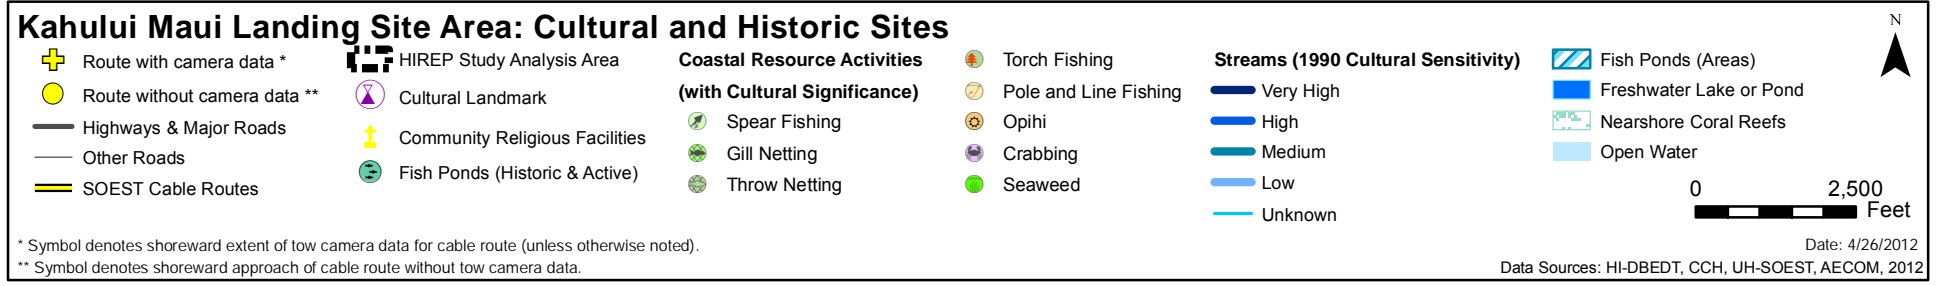 Kahului Maui Landing Site Area: Cultural and Historic Sites
N
Route with camera data *
Route without camera data **
Highways & Major Roads
Other Roads
SOEST Cable Routes
HIREP Study Analysis Area
Cultural Landmark
Community Religious Facilities
Fish Ponds (Historic & Active)
Coastal Resource Activities
(with Cultural Significance)
Spear Fishing
Gill Netting
Throw Netting
Torch Fishing
Pole and Line Fishing
Opihi
Crabbing
Seaweed
Streams (1990 Cultural Sensitivity)
Very High
High
Medium
Low
Unknown
Fish Ponds (Areas)
Freshwater Lake or Pond
Nearshore Coral Reefs
Open Water
0 2,500
Feet
* Symbol denotes shoreward extent of tow camera data for cable route (unless otherwise noted).
** Symbol denotes shoreward approach of cable route without tow camera data.
Date: 4/26/2012
Data Sources: HI-DBEDT, CCH, UH-SOEST, AECOM, 2012